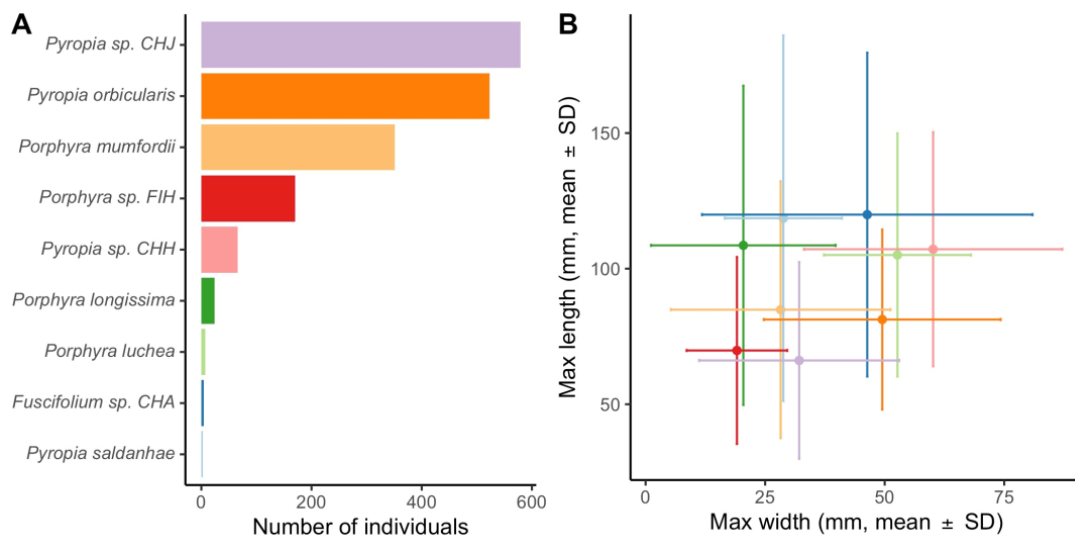 A
Pyropia sp. CHJ
Pyropia orbicularis
Porphyra mumfordii
Porphyra sp. FIH
Pyropia sp. CHH
Porphyra longissima
Porphyra luchea
Fuscifolium sp. CHA
Pyropia saldanhae
0 200 400 600
Number of individuals
B
Max length (mm, mean ± SD)
150
100
50
0 25 50 75
Max width (mm, mean ± SD)